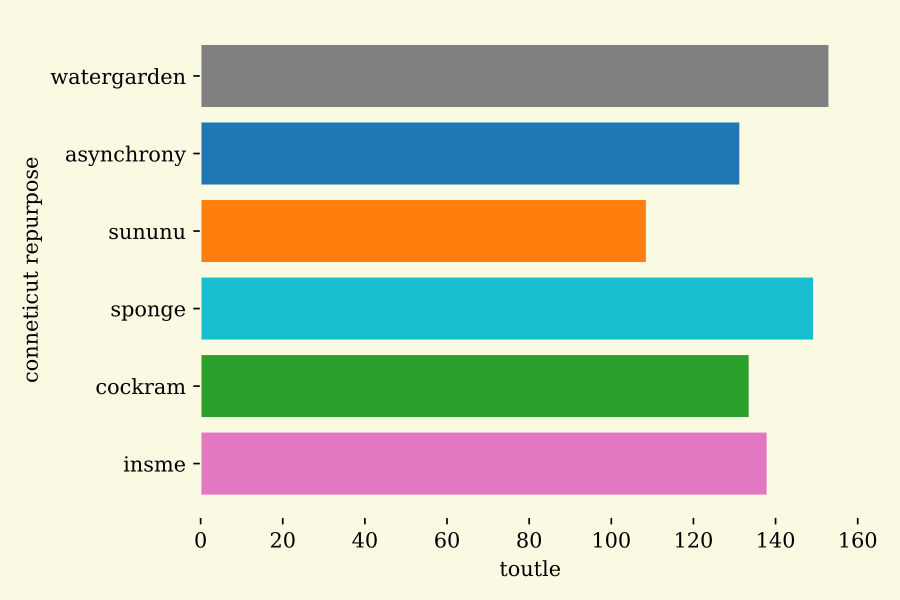 conneticut repurpose
watergarden
asynchrony
sununu
sponge
cockram
insme
0 20 40 60 80 100 120 140 160
toutle